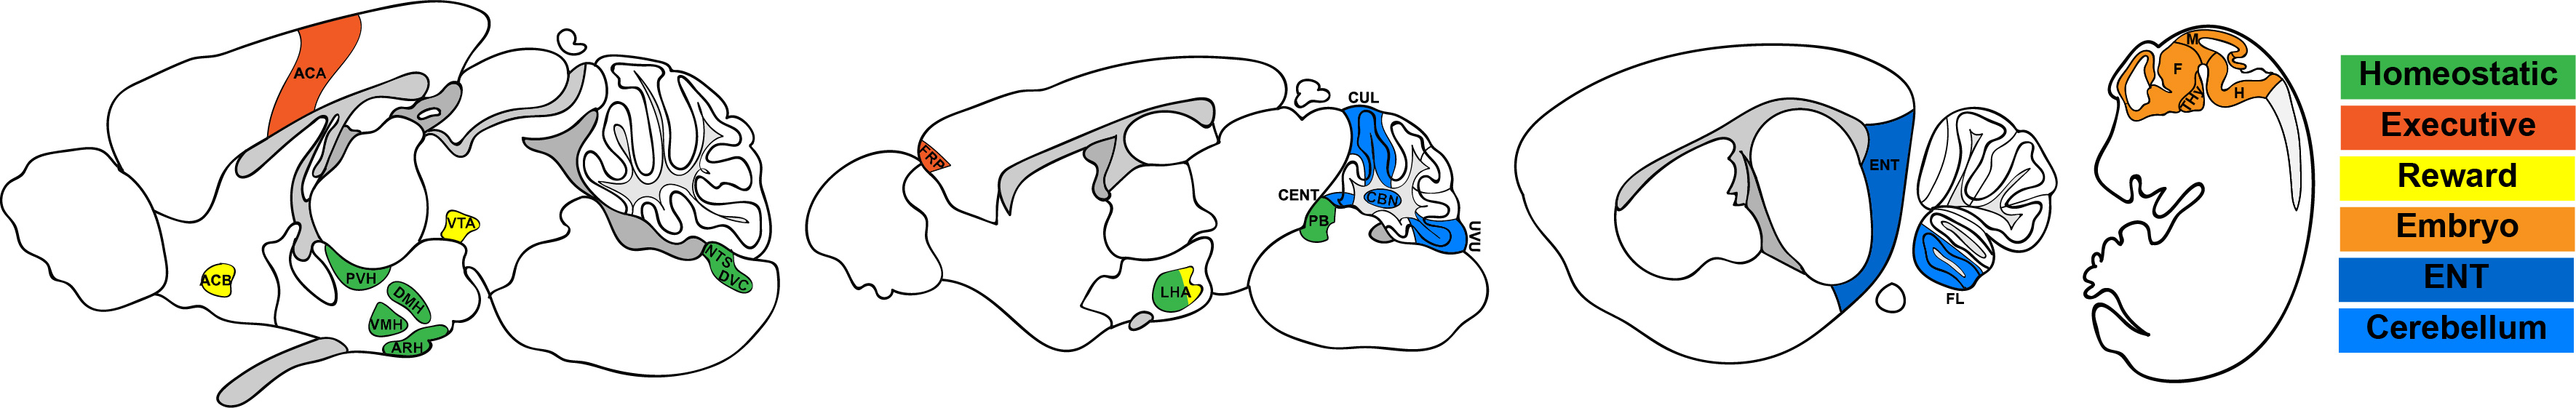 ACA
VTA
ACB
PVH
DMH
VMH
ARH
NTS
DVC
FRP
CUL
CENT
CBN
PB
UVU
LHA
ENT
FL
M
F
THY
H
Homeostatic
Executive
Reward
Embryo
ENT
Cerebellum